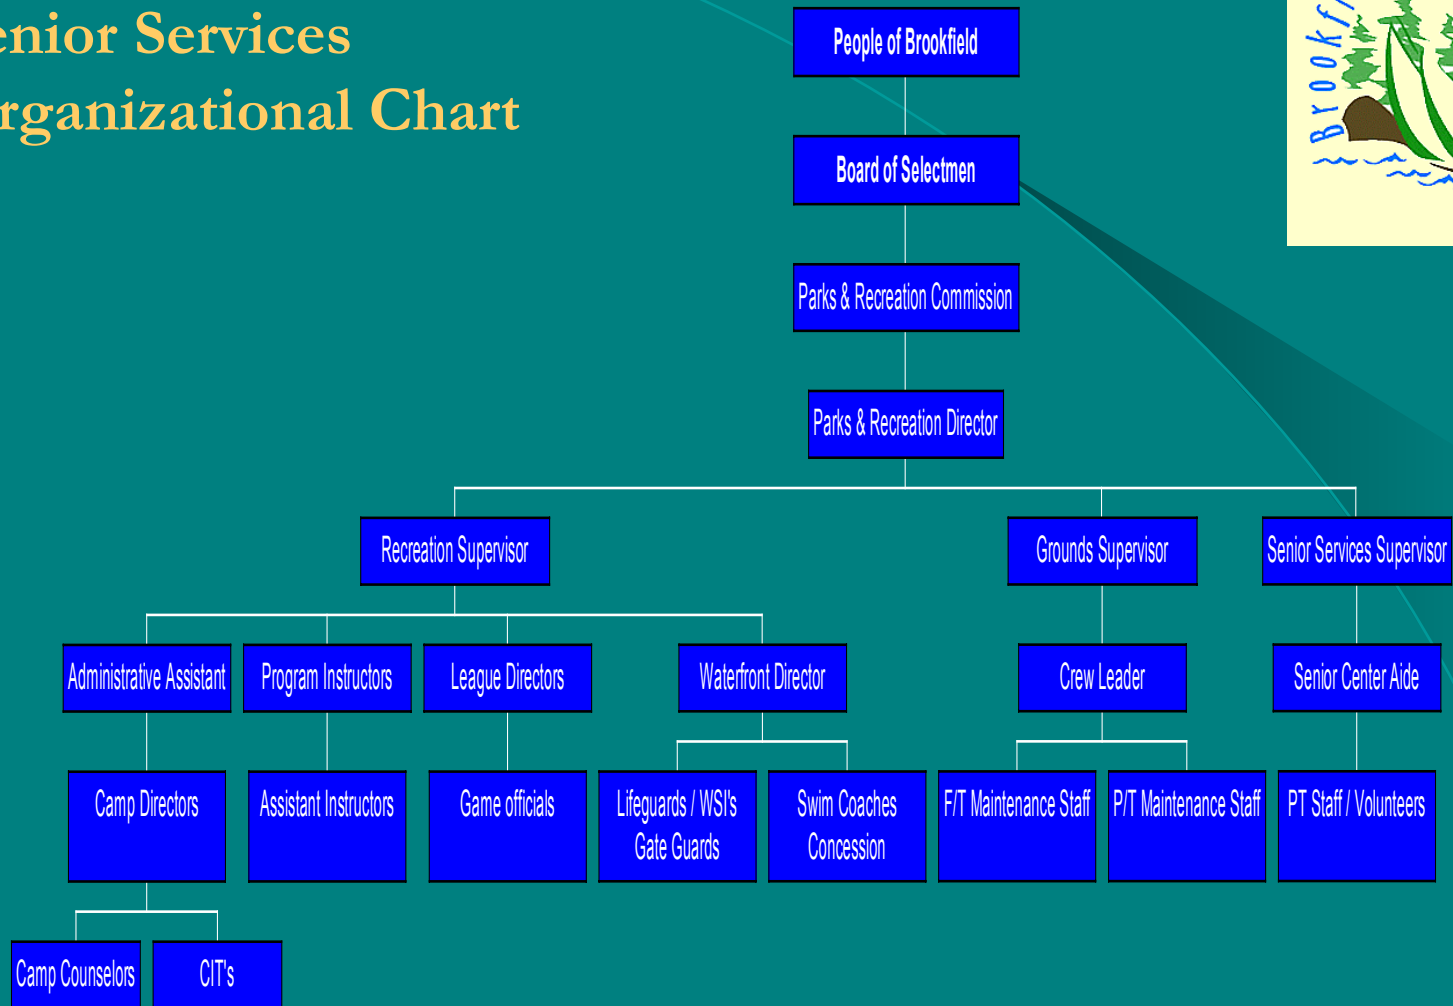 enior Services
rganizational Chart
People of Brookfield
Brookfi
Board of Selectmen
Parks & Recreation Commission
Parks & Recreation Director
Recreation Supervisor
Grounds Supervisor
Senior Services Supervisor
Administrative Assistant
Program Instructors
League Directors
Waterfront Director
Crew Leader
Senior Center Aide
Camp Directors
Assistant Instructors
Game officials
Lifeguards / WSI's
Gate Guards
Swim Coaches
Concession
F/T Maintenance Staff
P/T Maintenance Staff
PT Staff / Volunteers
Camp Counselors
CIT's